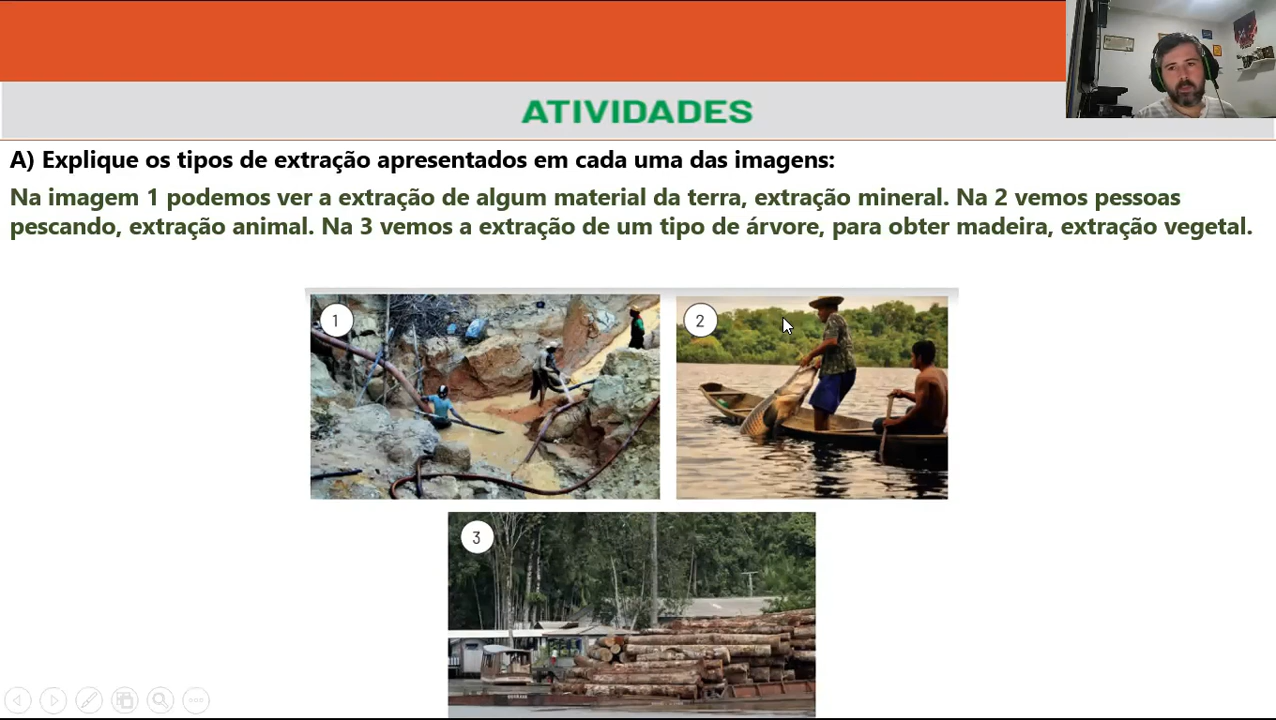 ATIVIDADES
A) Explique os tipos de extração apresentados em cada uma das imagens:
Na imagem 1 podemos ver a extração de algum material da terra, extração mineral. Na 2 vemos pessoas
pescando, extração animal. Na 3 vemos a extração de um tipo de árvore, para obter madeira, extração vegetal.
1
2
3